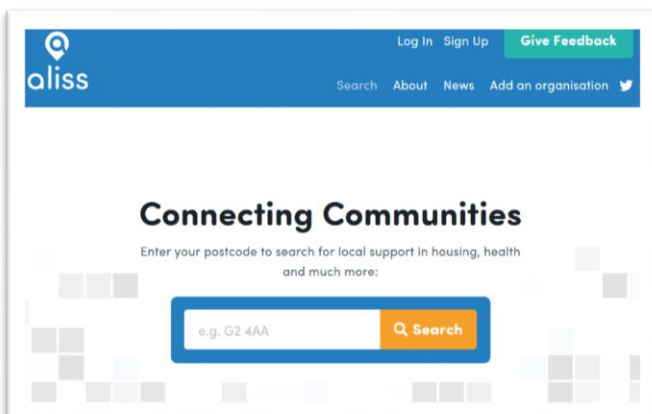 Log In Sign Up Give Feedback
aliss
Search About News Add an organisation
Connecting Communities
Enter your postcode to search for local support in housing, health
and much more:
e.g. G2 4AA Search